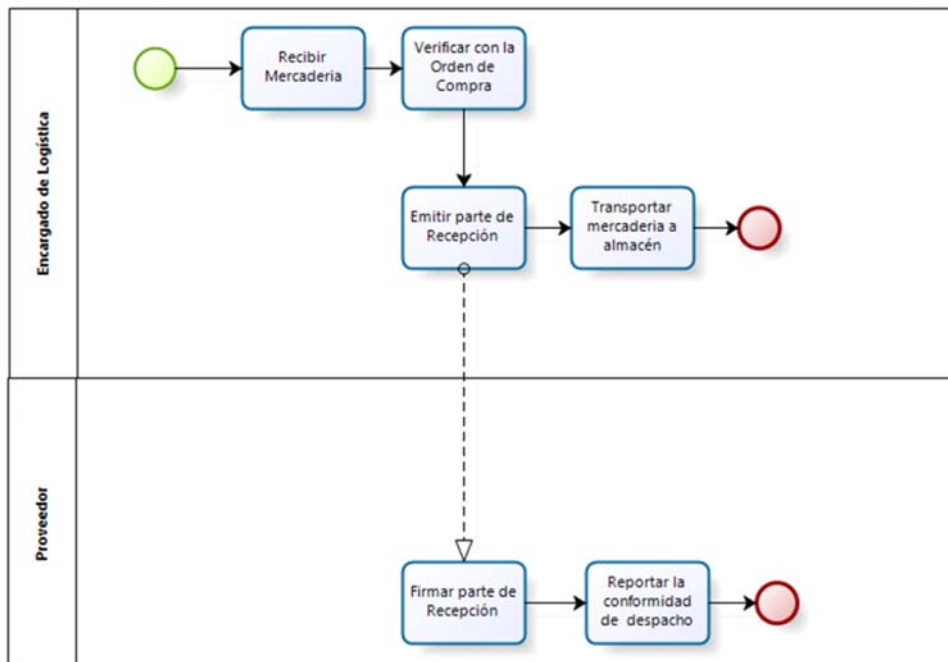 Encargado de Logística
Recibir
Mercaderia
Verificar con la
Orden de
Compra
Emitir parte de
Recepción
Transportar
mercaderia a
almacén
Proveedor
Firmar parte de
Recepción
Reportar la
conformidad
de despacho